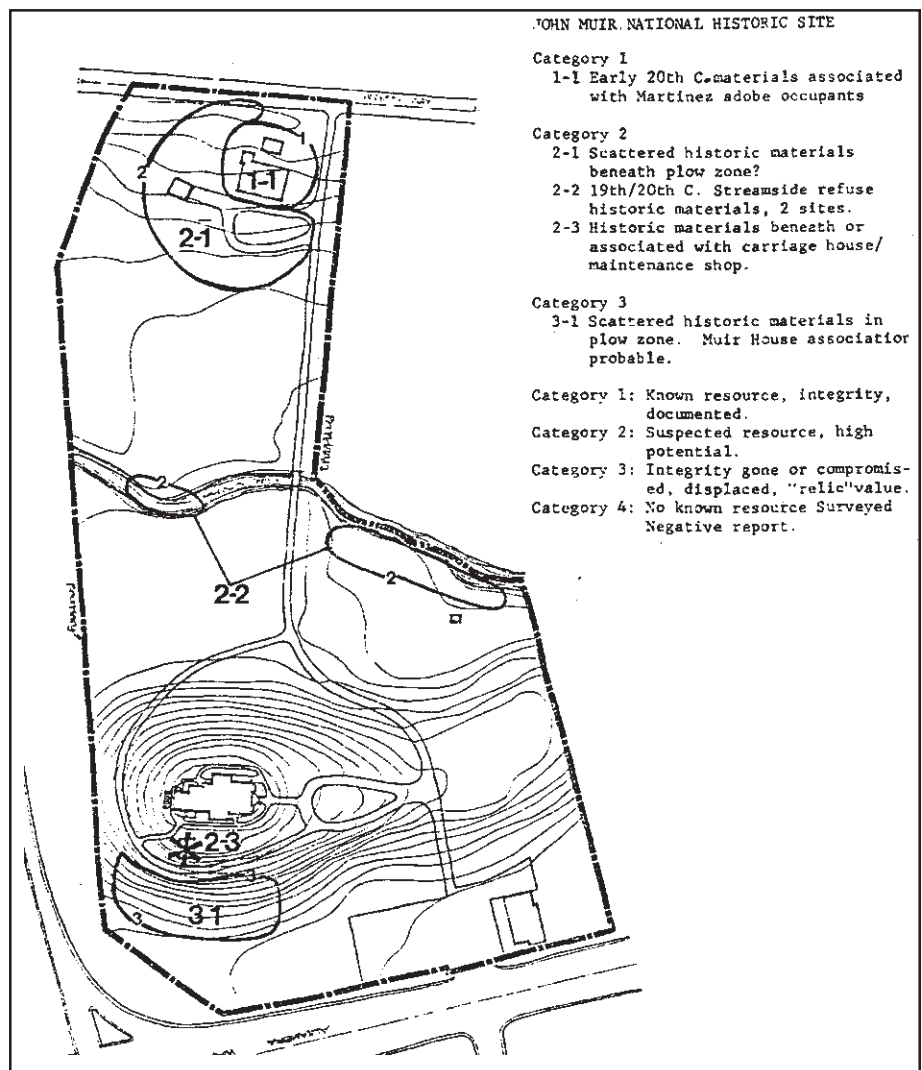 JOHN MUIR NATIONAL HISTORIC SITE
Category 1
1-1 Early 20th C. materials associated
with Martinez adobe occupants
Category 2
2-1 Scattered historic materials
beneath plow zone?
2-2 19th/20th C. Streamside refuse
historic materials, 2 sites.
2-3 Historic materials beneath or
associated with carriage house/
maintenance shop.
Category 3
3-1 Scattered historic materials in
plow zone. Muir House association
probable.
Category 1: Known resource, integrity,
documented.
Category 2: Suspected resource, high
potential.
Category 3: Integrity gone or compromis-
ed, displaced, "relic"value.
Category 4: No known resource Surveyed
Negative report.
1
2
1-1
2-1
2
2
2-2
2-3
3
3
3-1
ALHAMBRA